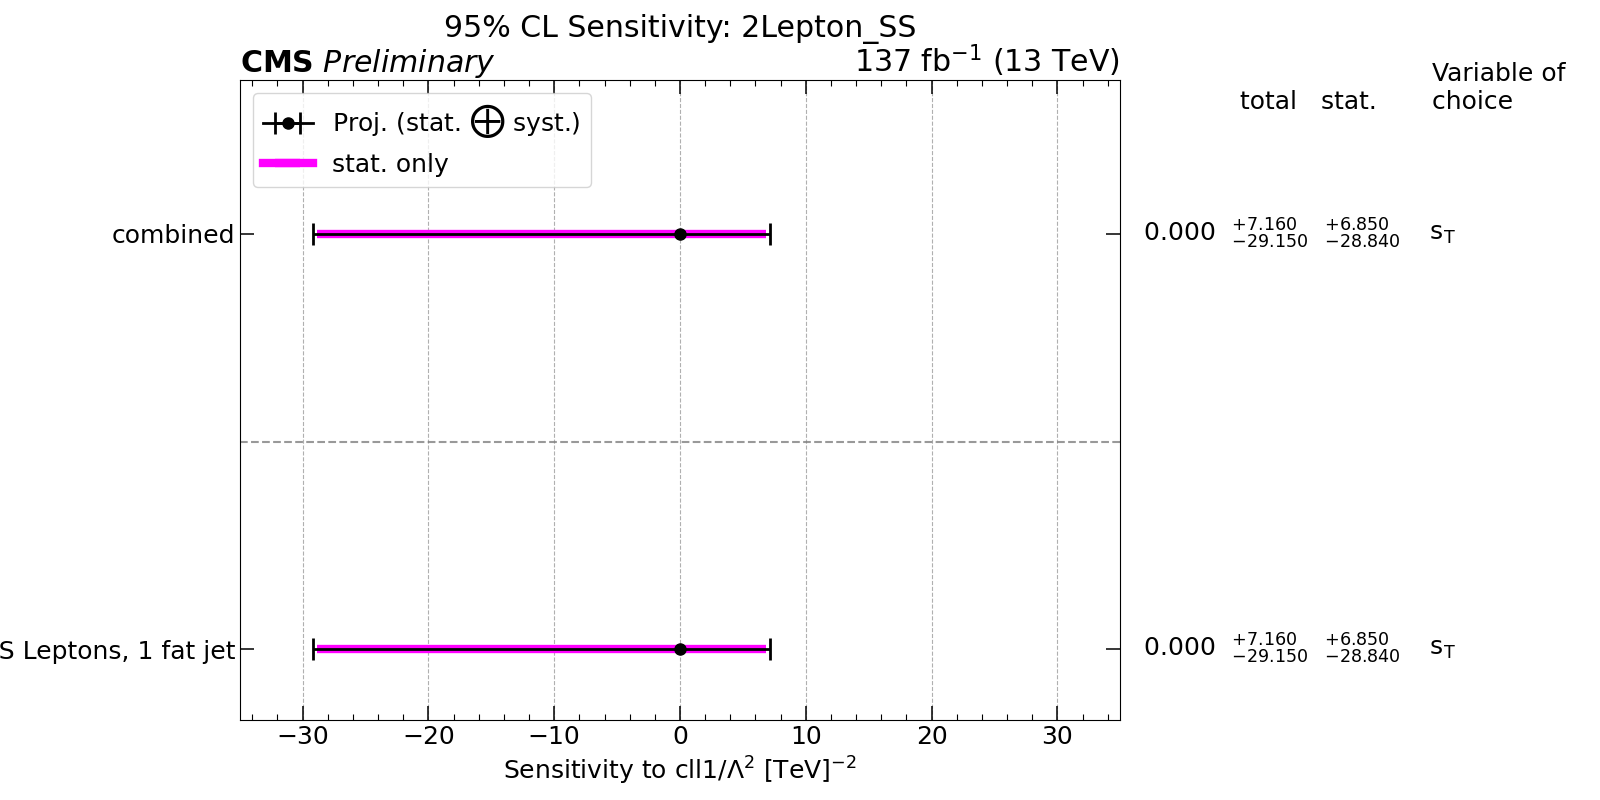 95% CL Sensitivity: 2Lepton_SS
CMS Preliminary
137 fb⁻¹ (13 TeV)
Variable of
choice
total stat.
Proj. (stat. ⊕ syst.)
stat. only
combined
0.000 +7.160 −29.150 +6.850 −28.840 s_T
S Leptons, 1 fat jet
0.000 +7.160 −29.150 +6.850 −28.840 s_T
−30 −20 −10 0 10 20 30
Sensitivity to cll1/Λ² [TeV]⁻²